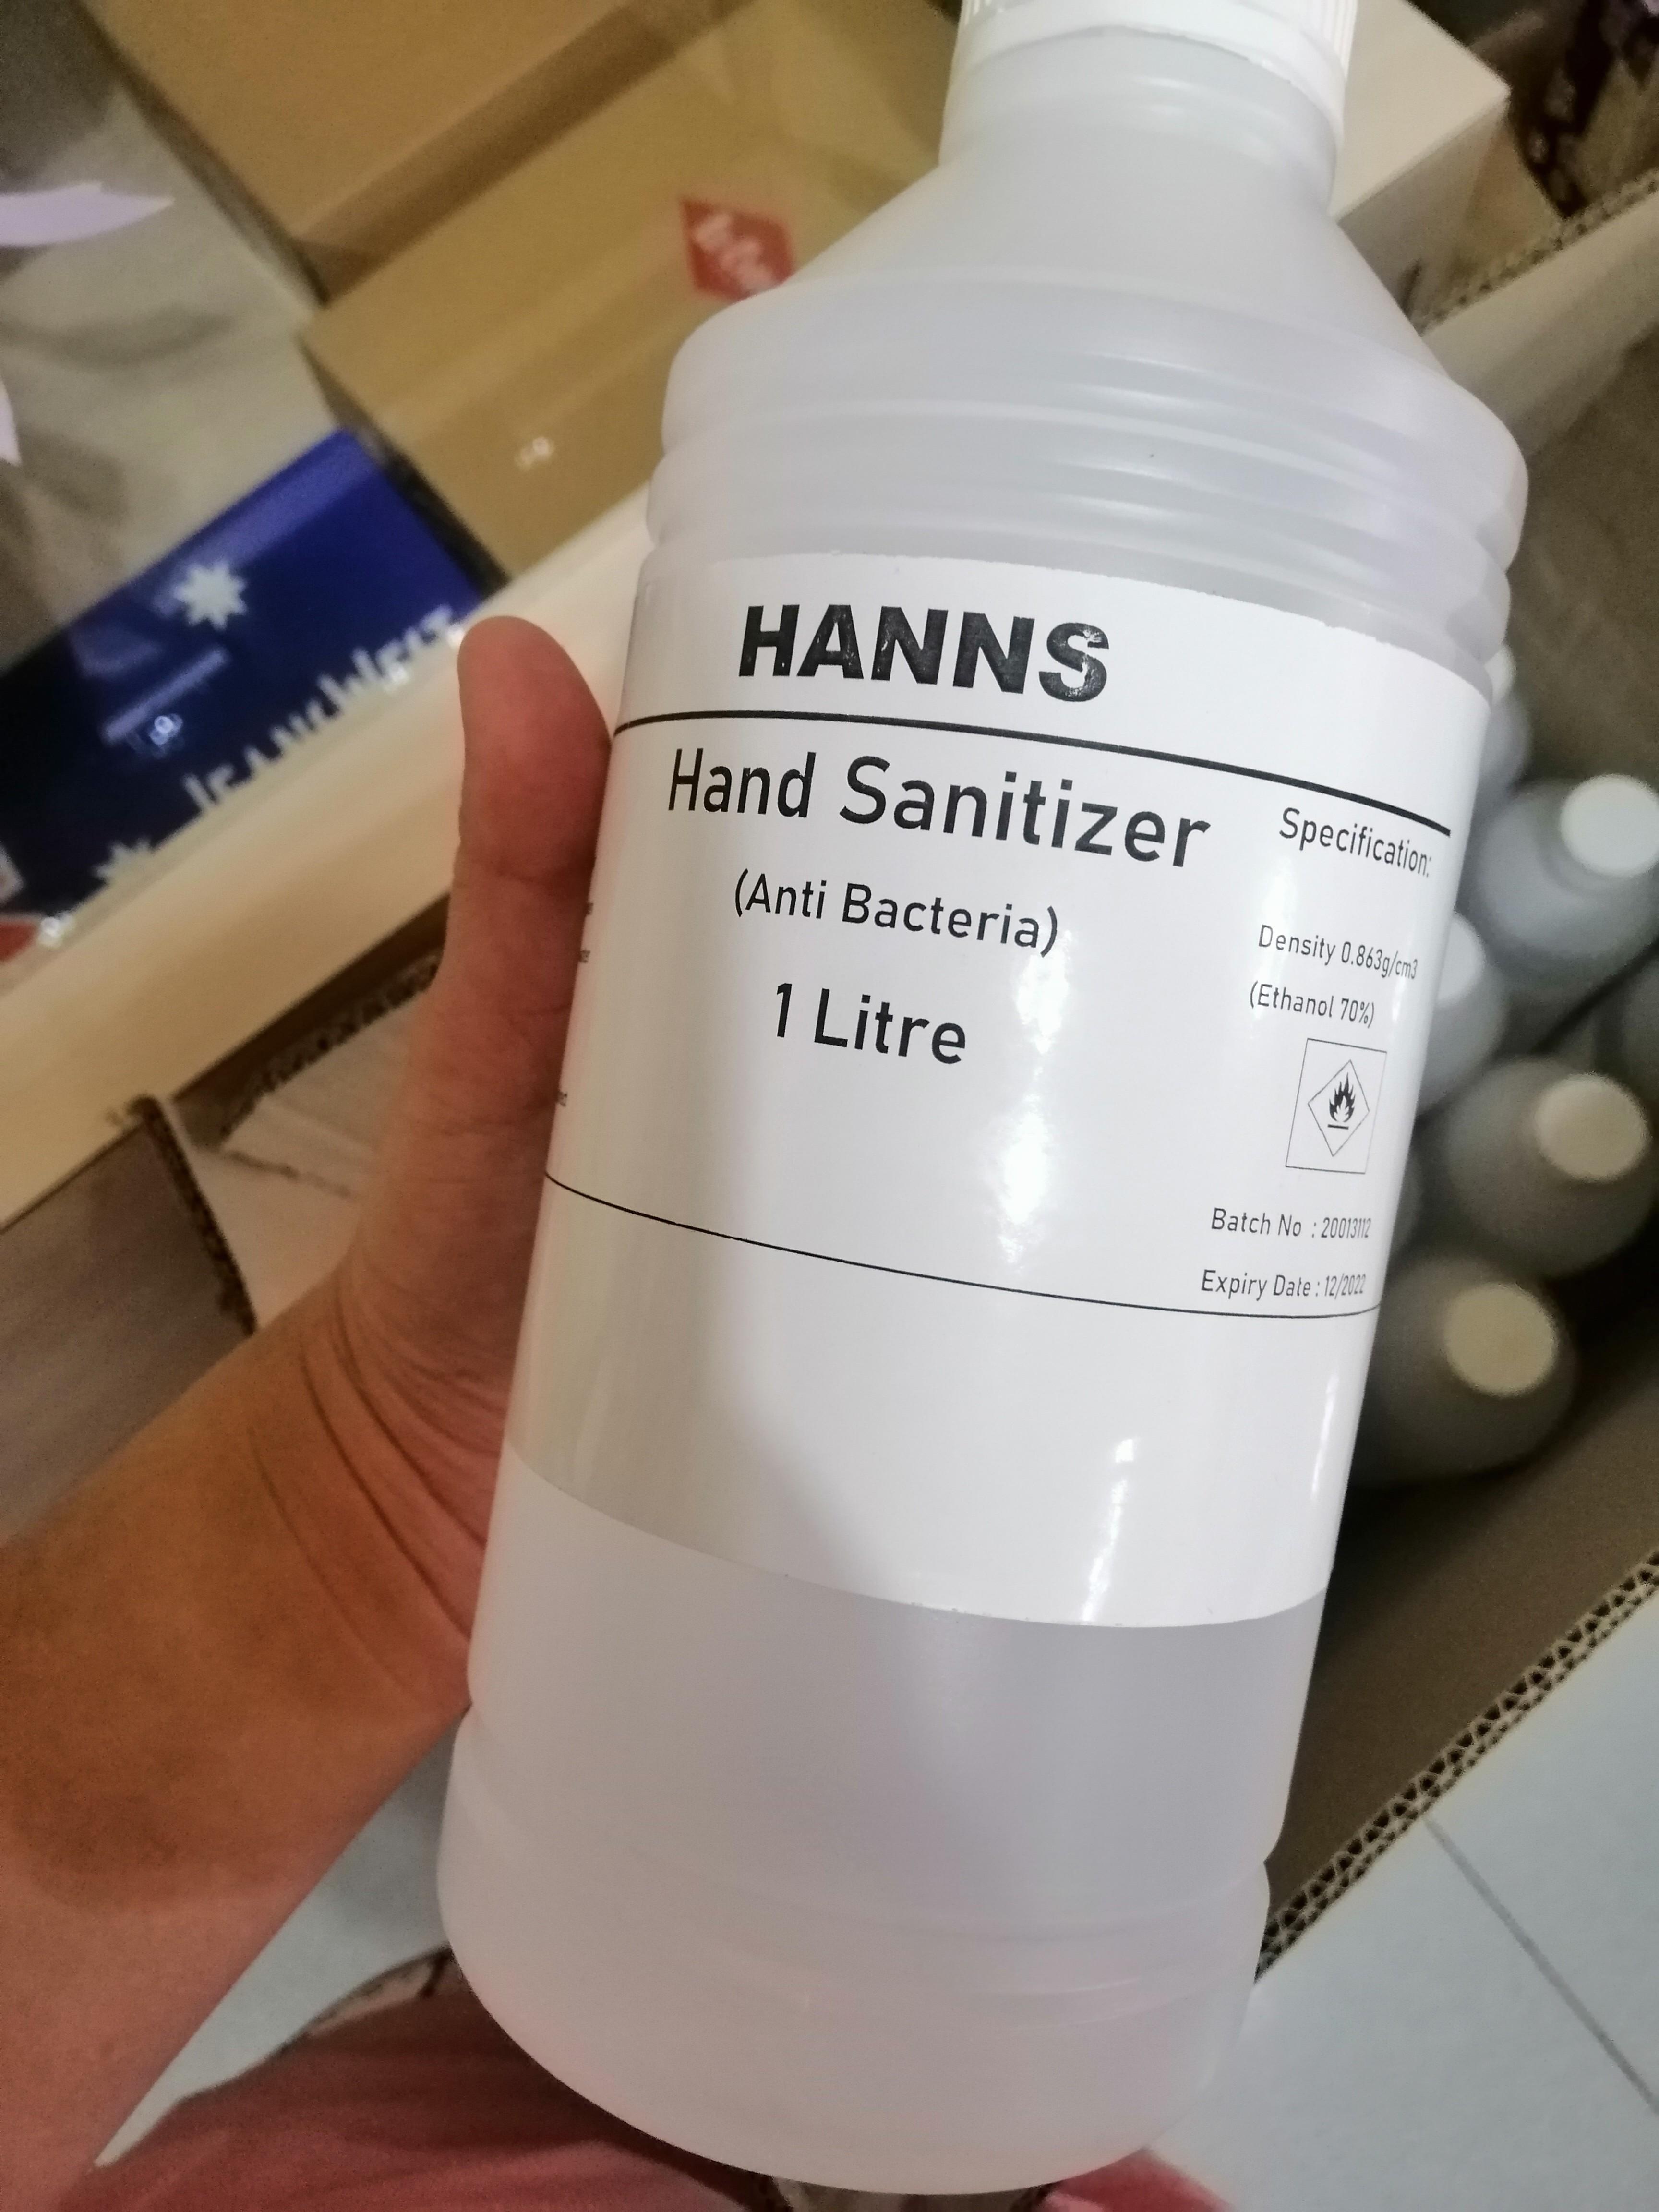 HANNS
Hand Sanitizer
(Anti Bacteria)
1 Litre
Specification:
Density 0.863g/cm3
(Ethanol 70%)
Batch No : 20013112
Expiry Date : 12/2022